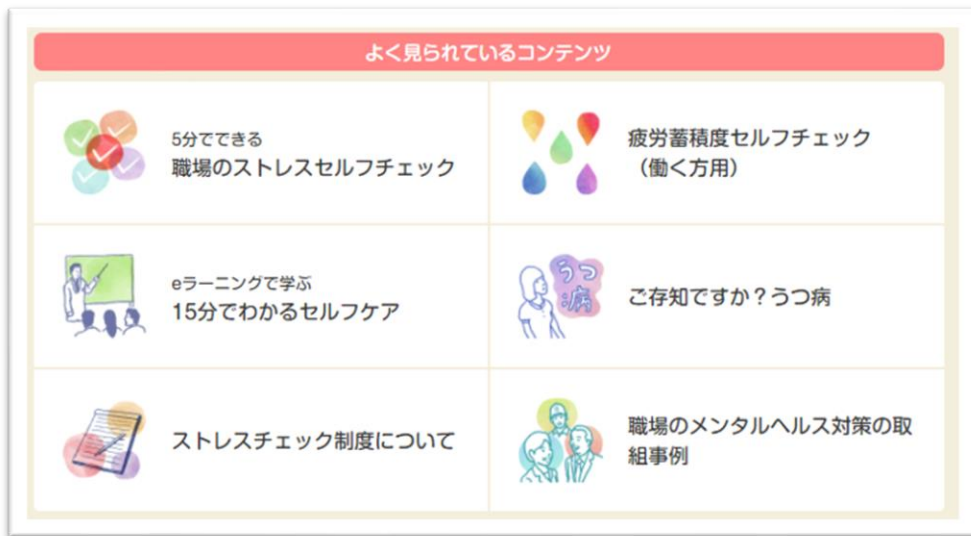 よく見られているコンテンツ
5分でできる
職場のストレスセルフチェック
疲労蓄積度セルフチェック
（働く方用）
eラーニングで学ぶ
15分でわかるセルフケア
うつ
病
ご存知ですか？うつ病
ストレスチェック制度について
職場のメンタルヘルス対策の取
組事例